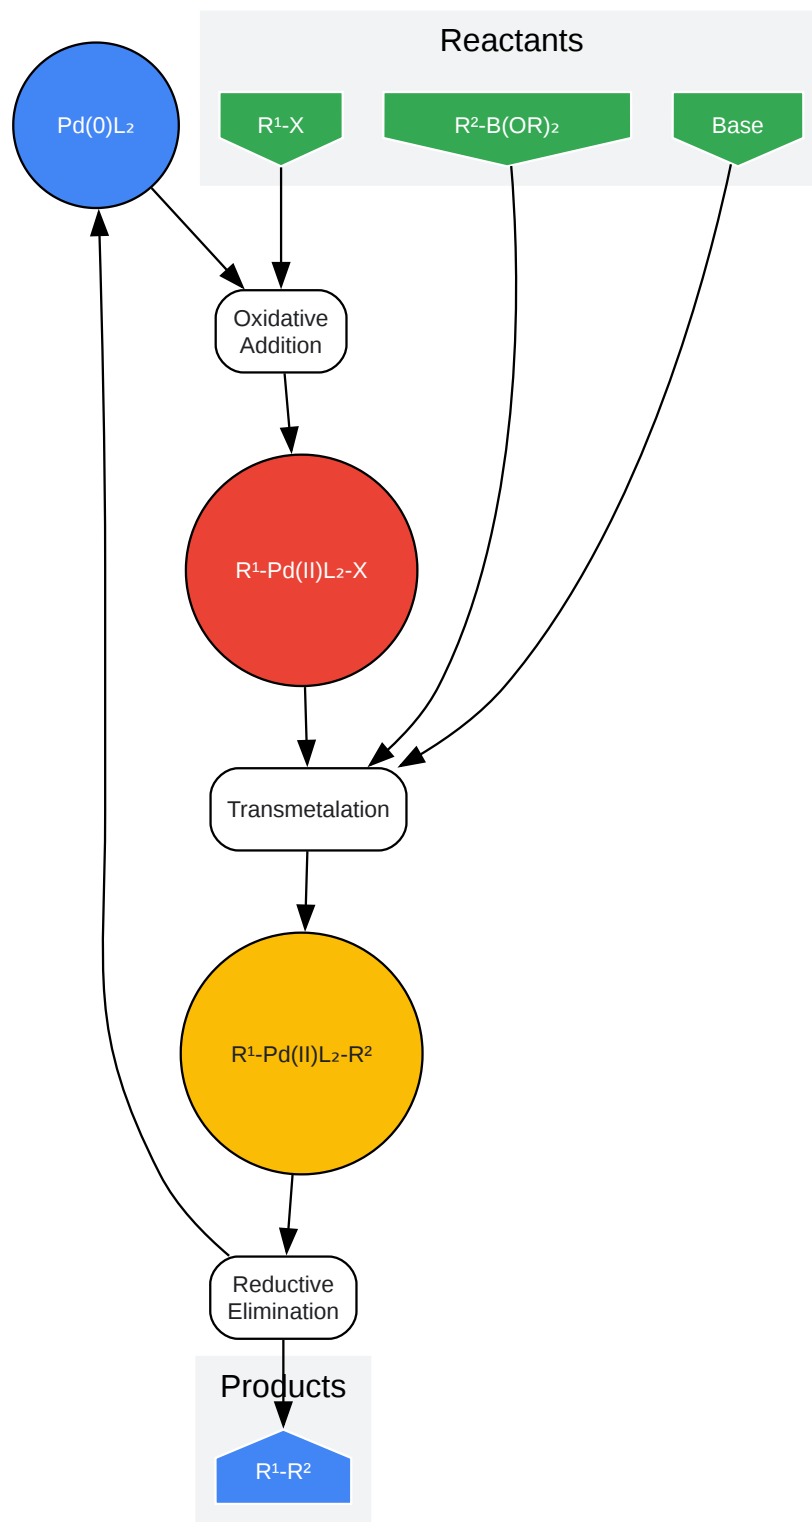 Reactants
Pd(0)L₂
R¹-X
R²-B(OR)₂
Base
Oxidative
Addition
R¹-Pd(II)L₂-X
Transmetalation
R¹-Pd(II)L₂-R²
Reductive
Elimination
Products
R¹-R²